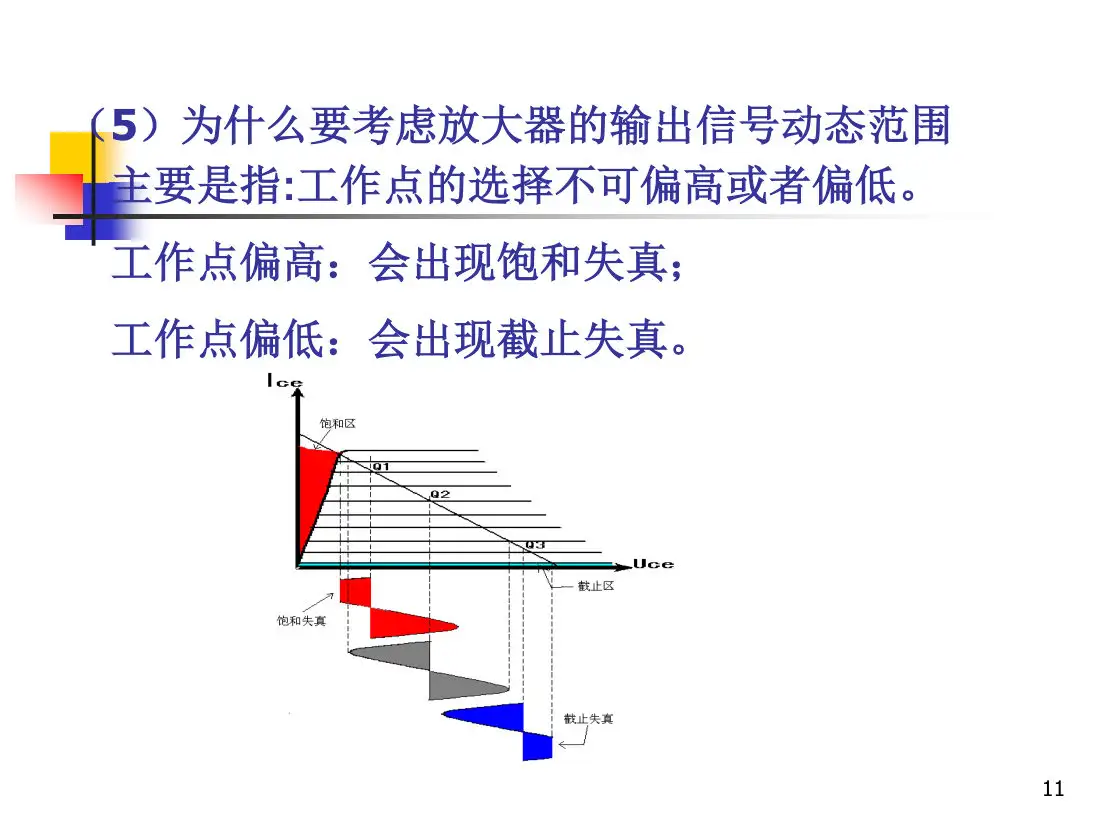 （5）为什么要考虑放大器的输出信号动态范围
主要是指:工作点的选择不可偏高或者偏低。
工作点偏高：会出现饱和失真；
工作点偏低：会出现截止失真。
Ice
饱和区
Q1
Q2
Q3
Uce
截止区
饱和失真
截止失真
11